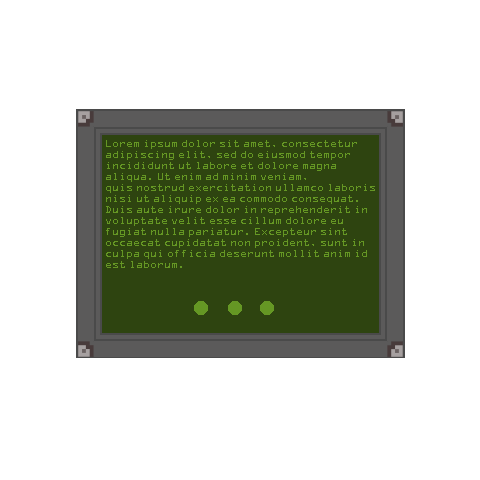 Lorem ipsum dolor sit amet. consectetur
adipiscing elit. sed do eiusmod tempor
incididunt ut labore et dolore magna
aliqua. Ut enim ad minim veniam.
quis nostrud exercitation ullamco laboris
nisi ut aliquip ex ea commodo consequat.
Duis aute irure dolor in reprehenderit in
voluptate velit esse cillum dolore eu
fugiat nulla pariatur. Excepteur sint
occaecat cupidatat non proident. sunt in
culpa qui officia deserunt mollit anim id
est laborum.